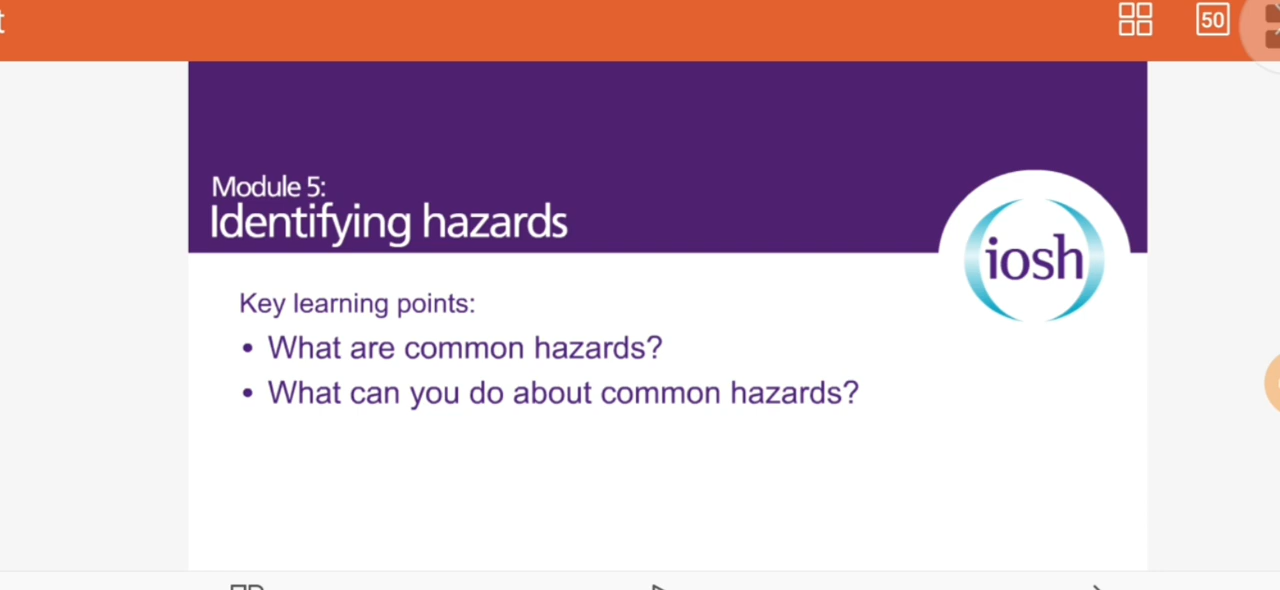 t
50
Module 5:
Identifying hazards
iosh
Key learning points:
• What are common hazards?
• What can you do about common hazards?